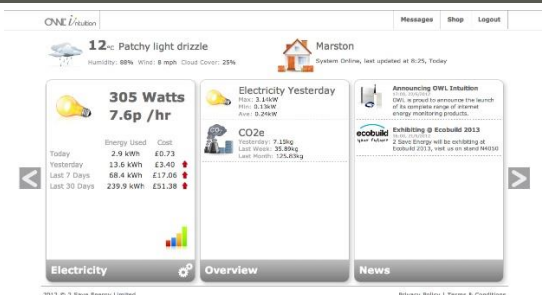 OWL intuition
Messages Shop Logout
12°C Patchy light drizzle
Humidity: 88% Wind: 8 mph Cloud Cover: 25%
Marston
System Online, last updated at 8:25, Today
305 Watts
7.6p /hr
Energy Used Cost
Today 2.9 kWh £0.73
Yesterday 13.6 kWh £3.40
Last 7 Days 68.4 kWh £17.06
Last 30 Days 239.9 kWh £51.38
Electricity
Electricity Yesterday
Max: 3.14kW
Min: 0.13kW
Ave: 0.24kW
CO2e
Yesterday: 7.15kg
Last Week: 35.89kg
Last Month: 125.83kg
Overview
Announcing OWL Intuition
OWL is proud to announce the launch
of its complete range of internet
energy monitoring products.
ecobuild
Exhibiting @ Ecobuild 2013
2 Save Energy will be exhibiting at
Ecobuild 2013, visit us on stand N4050
News
2012 © 2 Save Energy Limited
Privacy Policy | Terms & Conditions